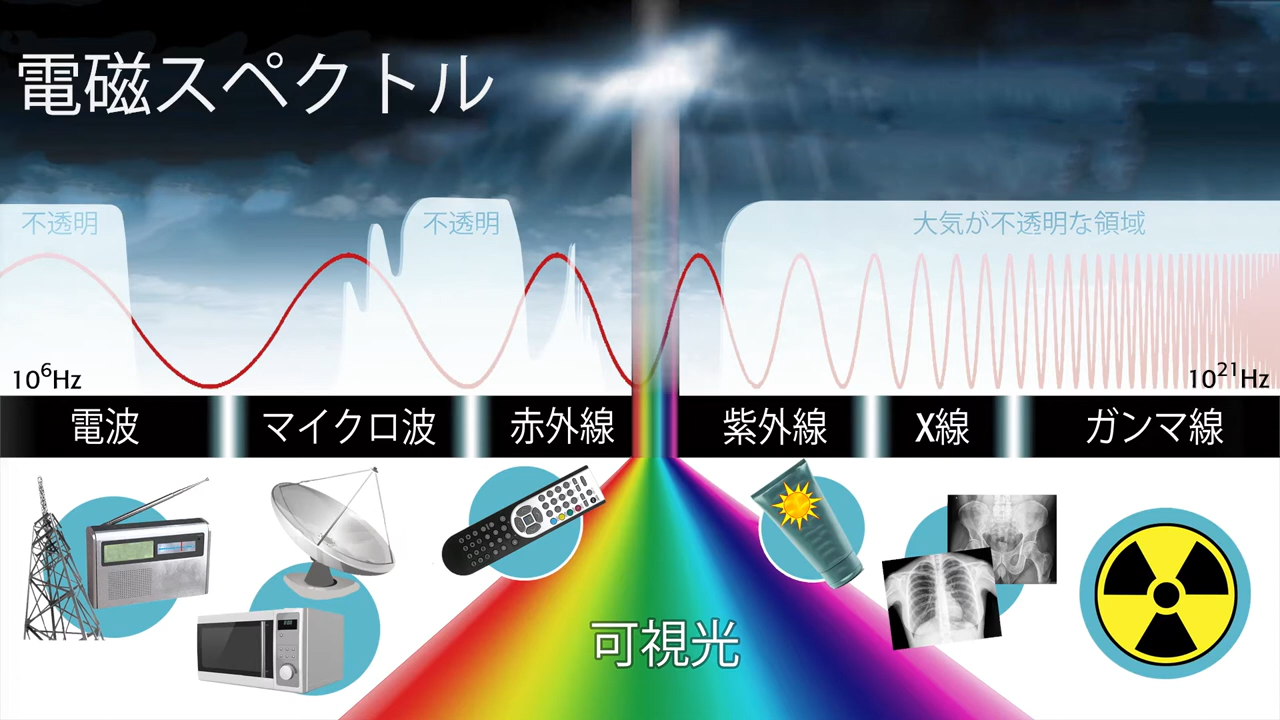 電磁スペクトル
不透明
不透明
大気が不透明な領域
10⁶Hz
10²¹Hz
電波
マイクロ波
赤外線
紫外線
X線
ガンマ線
可視光